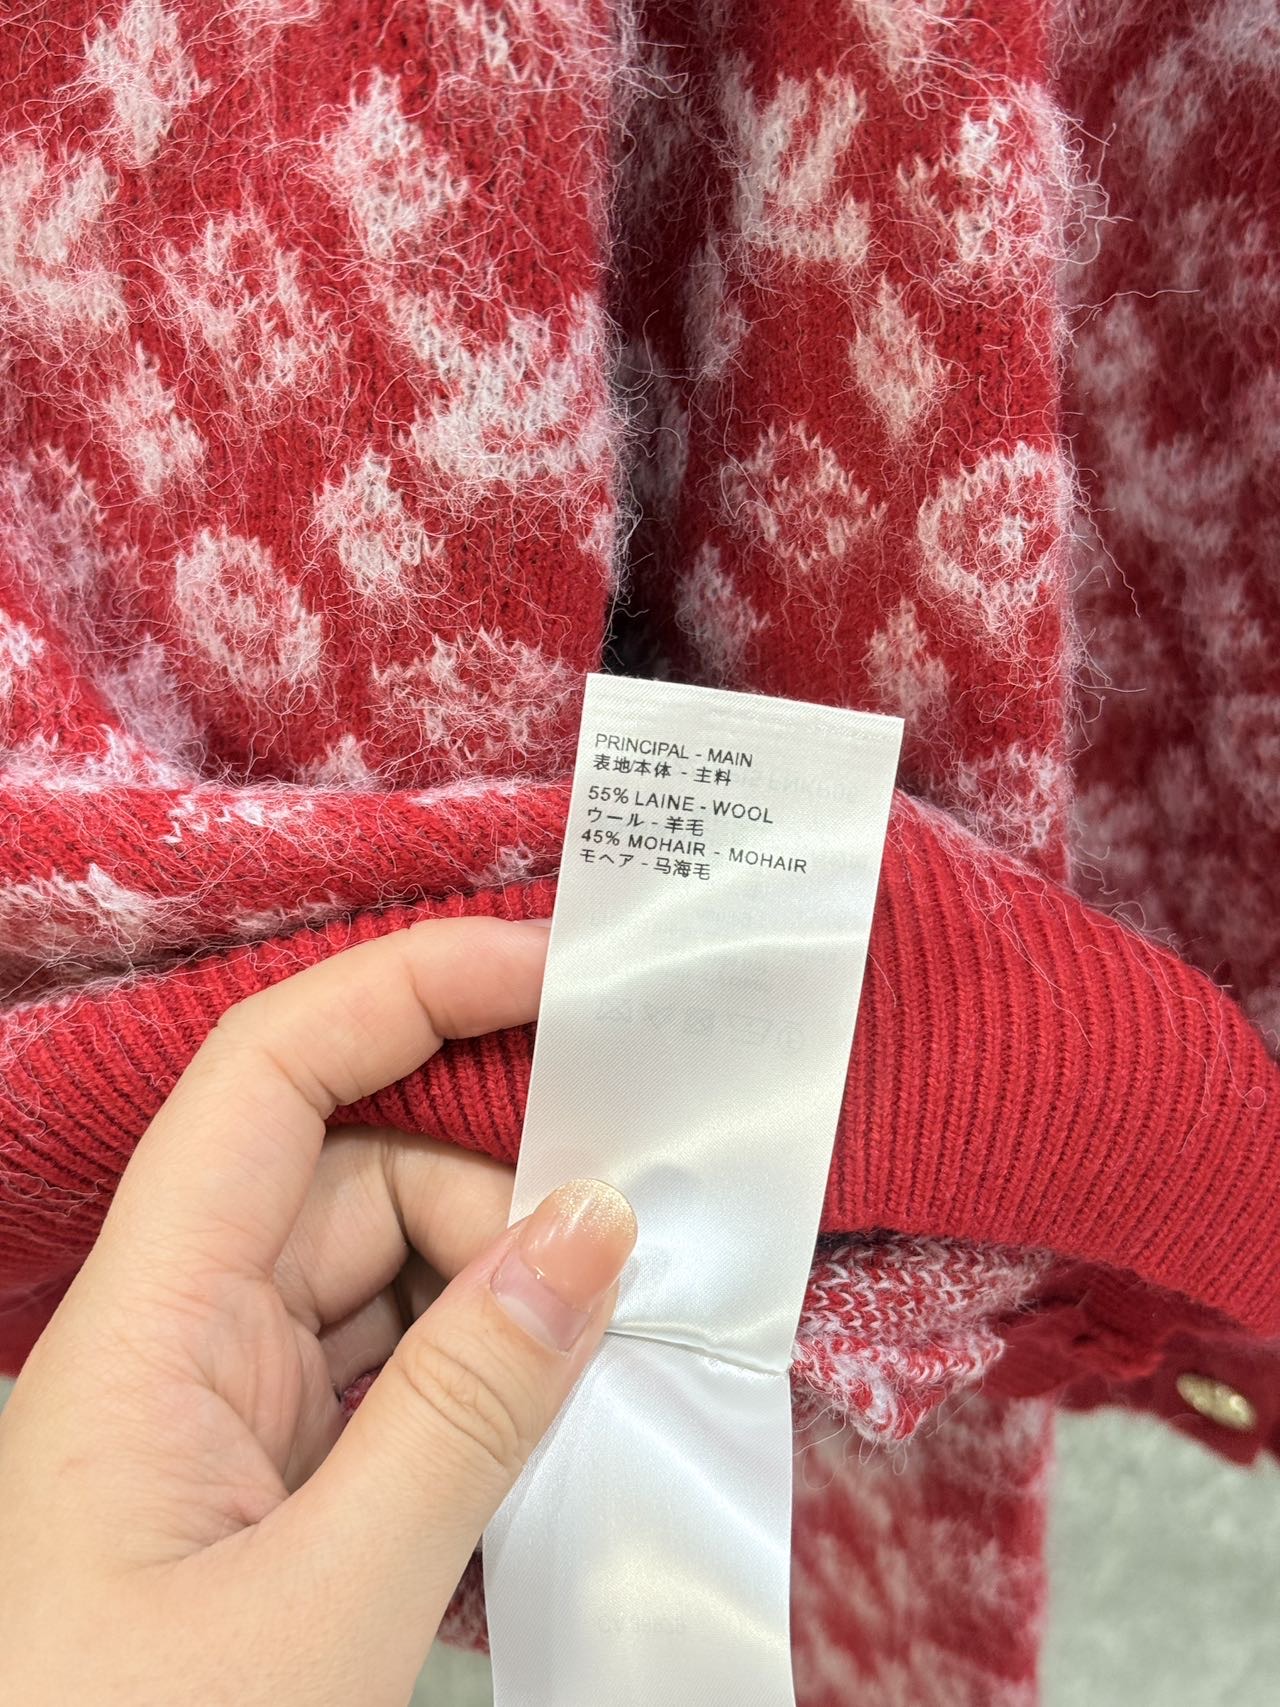 PRINCIPAL - MAIN
表地/本体 - 主料
55% LAINE - WOOL
ウール - 羊毛
45% MOHAIR - MOHAIR
モヘア - 马海毛